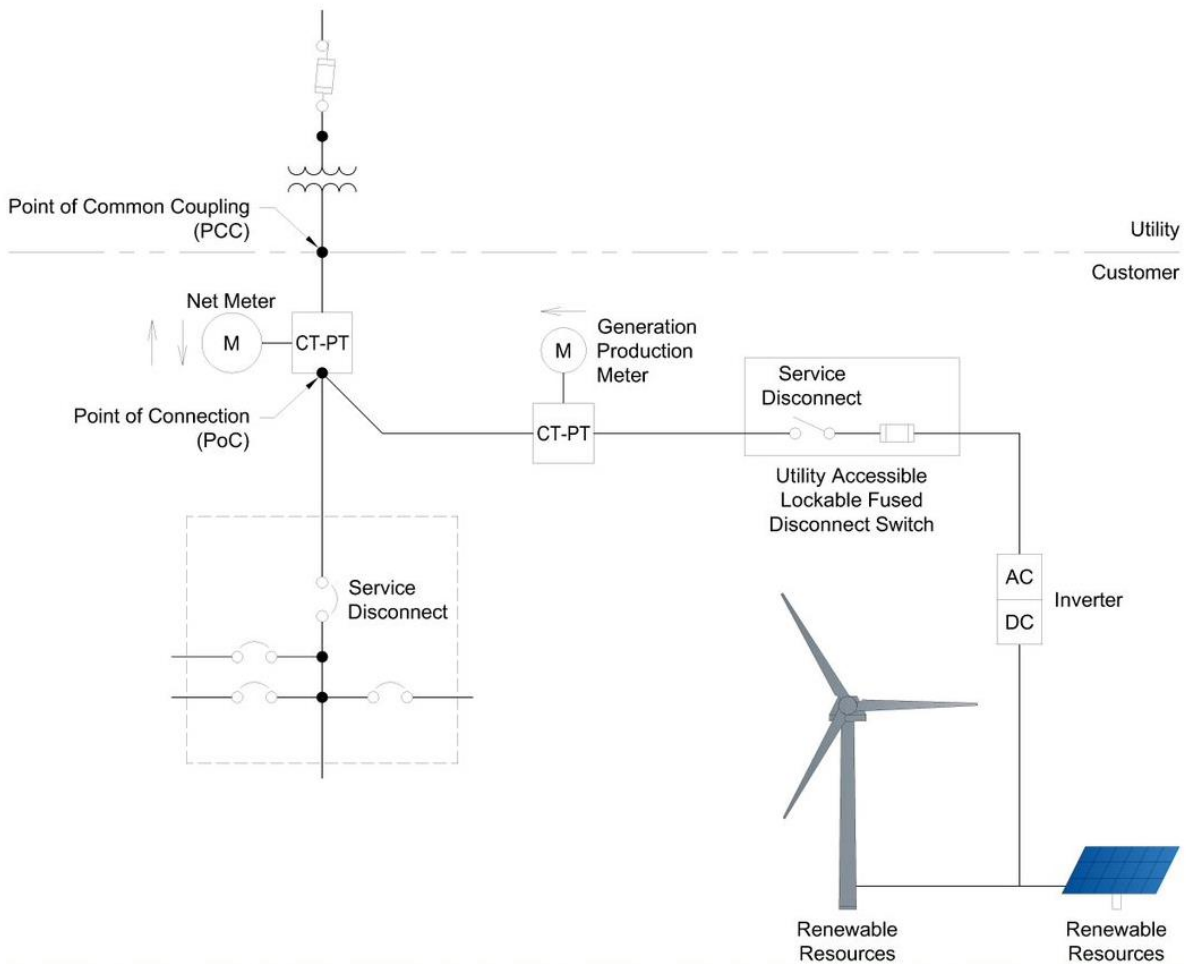 Point of Common Coupling
(PCC)
Utility
Customer
Net Meter
M
CT-PT
Generation
Production
Meter
M
CT-PT
Point of Connection
(PoC)
Service
Disconnect
Utility Accessible
Lockable Fused
Disconnect Switch
Service
Disconnect
AC
DC
Inverter
Renewable
Resources
Renewable
Resources